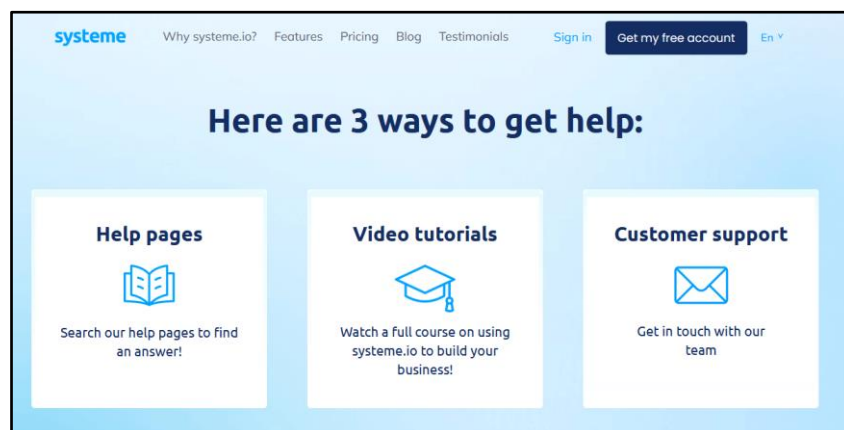 systeme Why systeme.io? Features Pricing Blog Testimonials Sign in Get my free account En
Here are 3 ways to get help:
Help pages
Search our help pages to find
an answer!
Video tutorials
Watch a full course on using
systeme.io to build your
business!
Customer support
Get in touch with our
team